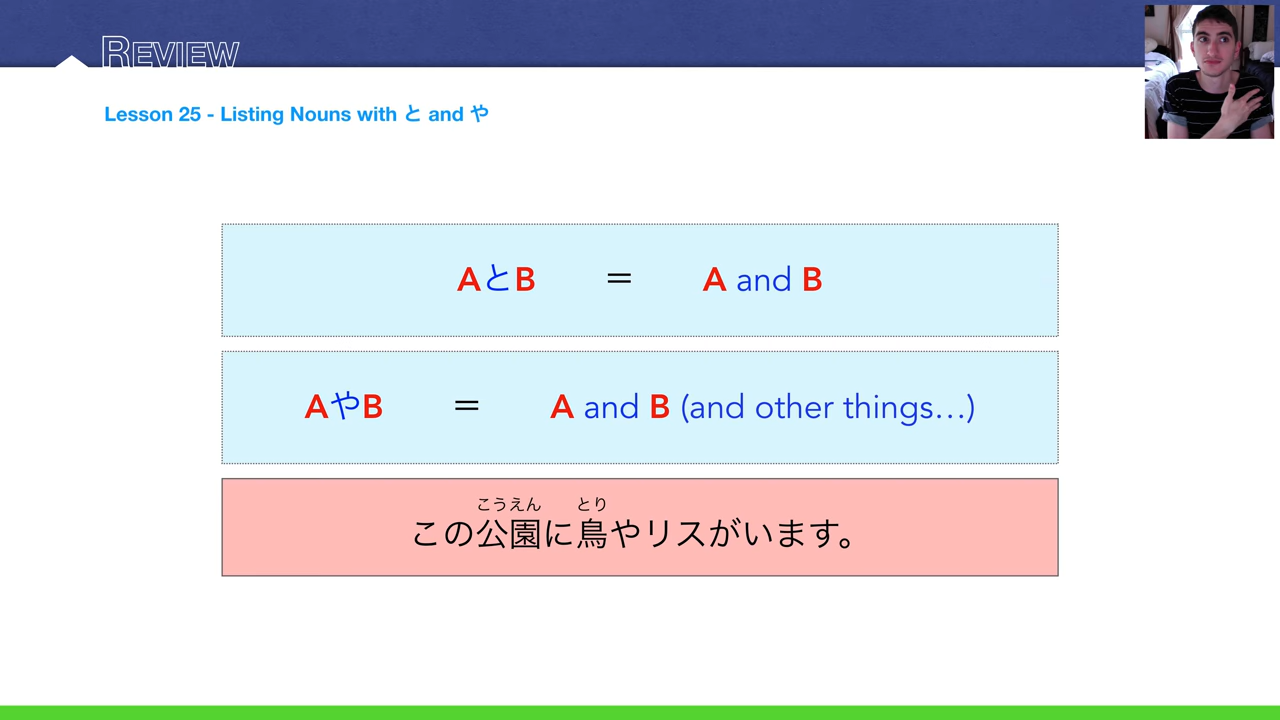 REVIEW
Lesson 25 - Listing Nouns with と and や
AとB = A and B
AやB = A and B (and other things...)
こうえん とり
この公園に鳥やリスがいます。